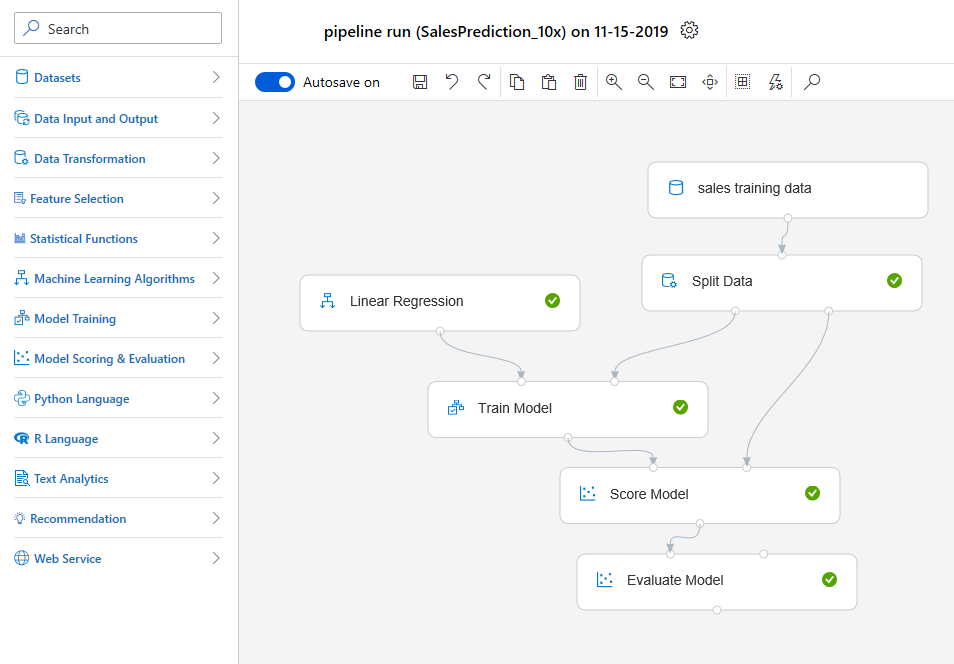 Search
Datasets
Data Input and Output
Data Transformation
Feature Selection
Statistical Functions
Machine Learning Algorithms
Model Training
Model Scoring & Evaluation
Python Language
R Language
Text Analytics
Recommendation
Web Service
pipeline run (SalesPrediction_10x) on 11-15-2019
Autosave on
sales training data
Split Data
Linear Regression
Train Model
Score Model
Evaluate Model